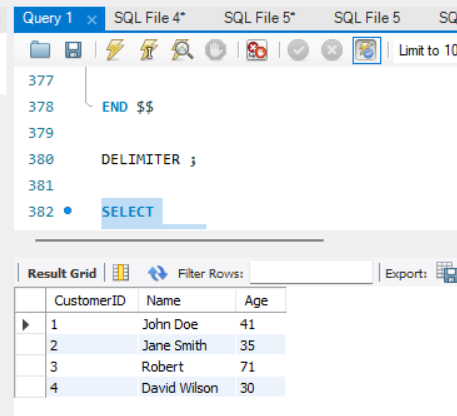 Query 1 × SQL File 4* SQL File 5* SQL File 5 SQ
Limit to 10
377
378 END $$
379
380 DELIMITER ;
381
382 SELECT
Result Grid Filter Rows: Export:
CustomerID Name Age
1 John Doe 41
2 Jane Smith 35
3 Robert 71
4 David Wilson 30